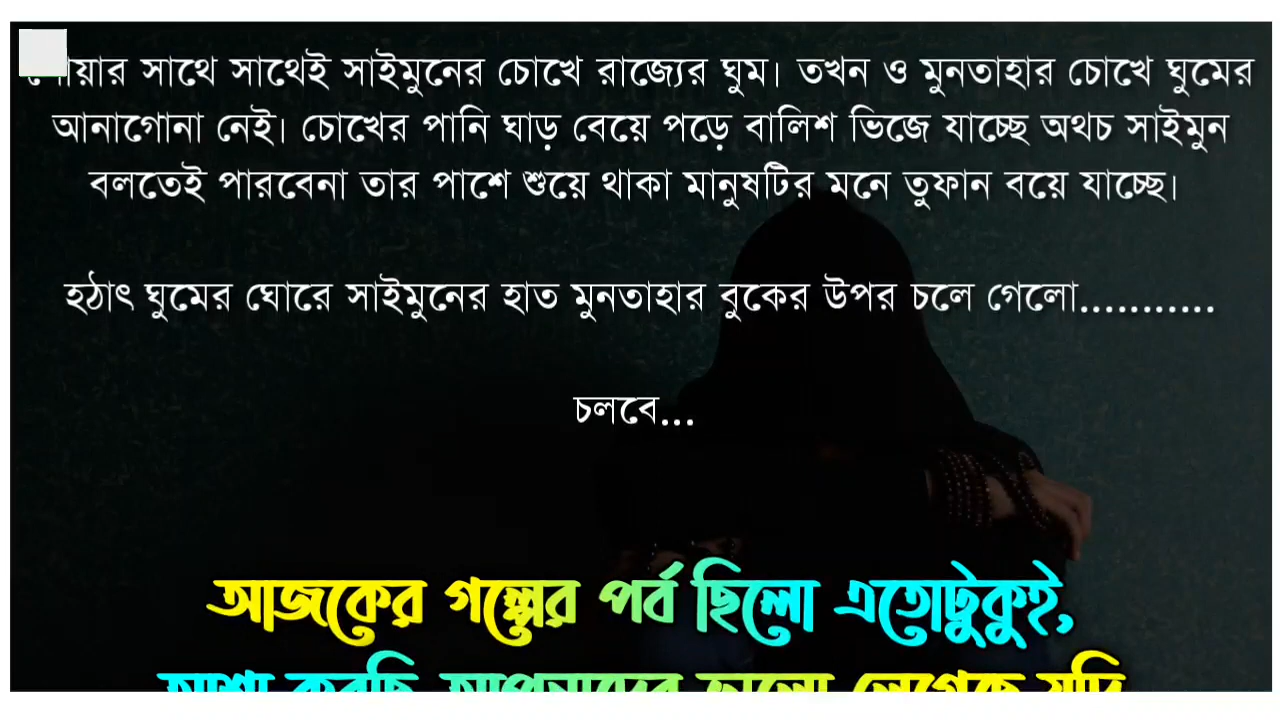 সাথে সাথেই সাইমুনের চোখে রাজ্যের ঘুম। তখন ও মুনতাহার চোখে ঘুমের
আনাগোনা নেই। চোখের পানি ঘাড় বেয়ে পড়ে বালিশ ভিজে যাচ্ছে অথচ সাইমুন
বলতেই পারবেনা তার পাশে শুয়ে থাকা মানুষটির মনে তুফান বয়ে যাচ্ছে।
হঠাৎ ঘুমের ঘোরে সাইমুনের হাত মুনতাহার বুকের উপর চলে গেলো...........
চলবে...
আজকের গল্পের পর্ব ছিলো এতোটুকুই,
আশা করছি আপনাদের ভালো লেগেছে যদি